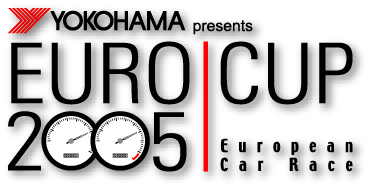 YOKOHAMA presents
EURO CUP
2005 European
Car Race